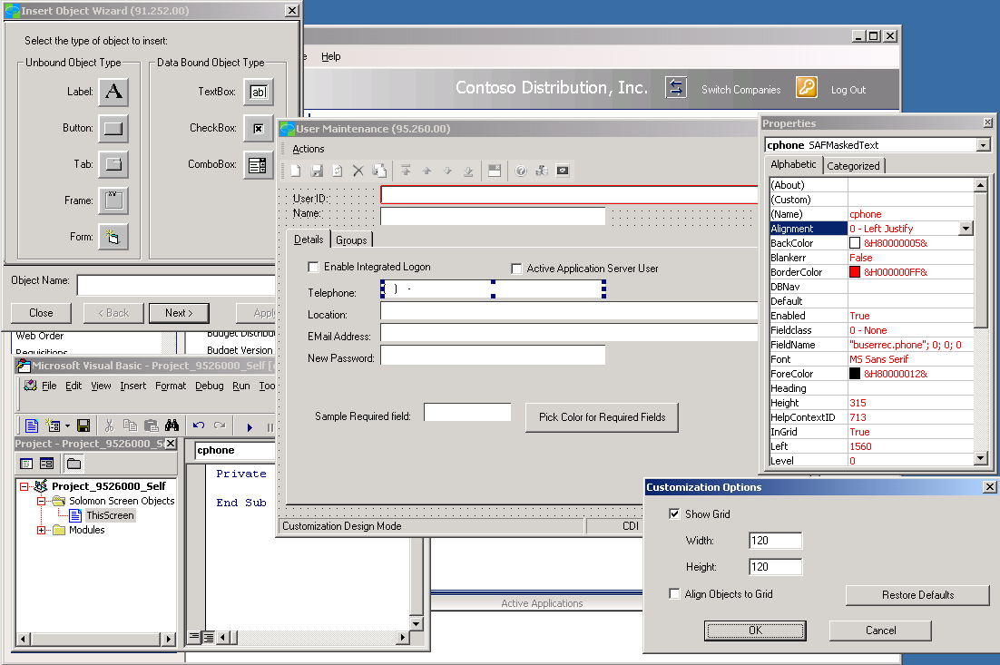 Insert Object Wizard (91.252.00)
Select the type of object to insert:
Unbound Object Type
Data Bound Object Type
Label:
A
TextBox:
ab
Button:
CheckBox:
Tab:
ComboBox:
Frame:
XV
Form:
Object Name:
Close
< Back
Next >
Apply
Help
Contoso Distribution, Inc.
Switch Companies
Log Out
User Maintenance (95.260.00)
Actions
User ID:
Name:
Details
Groups
Enable Integrated Logon
Active Application Server User
Telephone:
) -
Location:
EMail Address:
New Password:
Sample Required field:
Pick Color for Required Fields
Customization Design Mode
CDI
Properties
cphone SAFMaskedText
Alphabetic
Categorized
(About)
(Custom)
(Name) cphone
Alignment 0 - Left Justify
BackColor &H80000005&
Blankerr False
BorderColor &H000000FF&
DBNav
Default
Enabled True
Fieldclass 0 - None
FieldName "buserrec.phone"; 0; 0; 0
Font MS Sans Serif
ForeColor &H80000012&
Heading
Height 315
HelpContextID 713
InGrid True
Left 1560
Level 0
Web Order
Budget Distribu
Requisitions
Budget Version
Microsoft Visual Basic - Project_9526000_Self
File Edit View Insert Format Debug Run Too
Project - Project_9526000_S
Project_9526000_Self
Solomon Screen Objects
ThisScreen
Modules
cphone
Private
End Sub
Active Applications
Customization Options
Show Grid
Width: 120
Height: 120
Align Objects to Grid
Restore Defaults
OK
Cancel